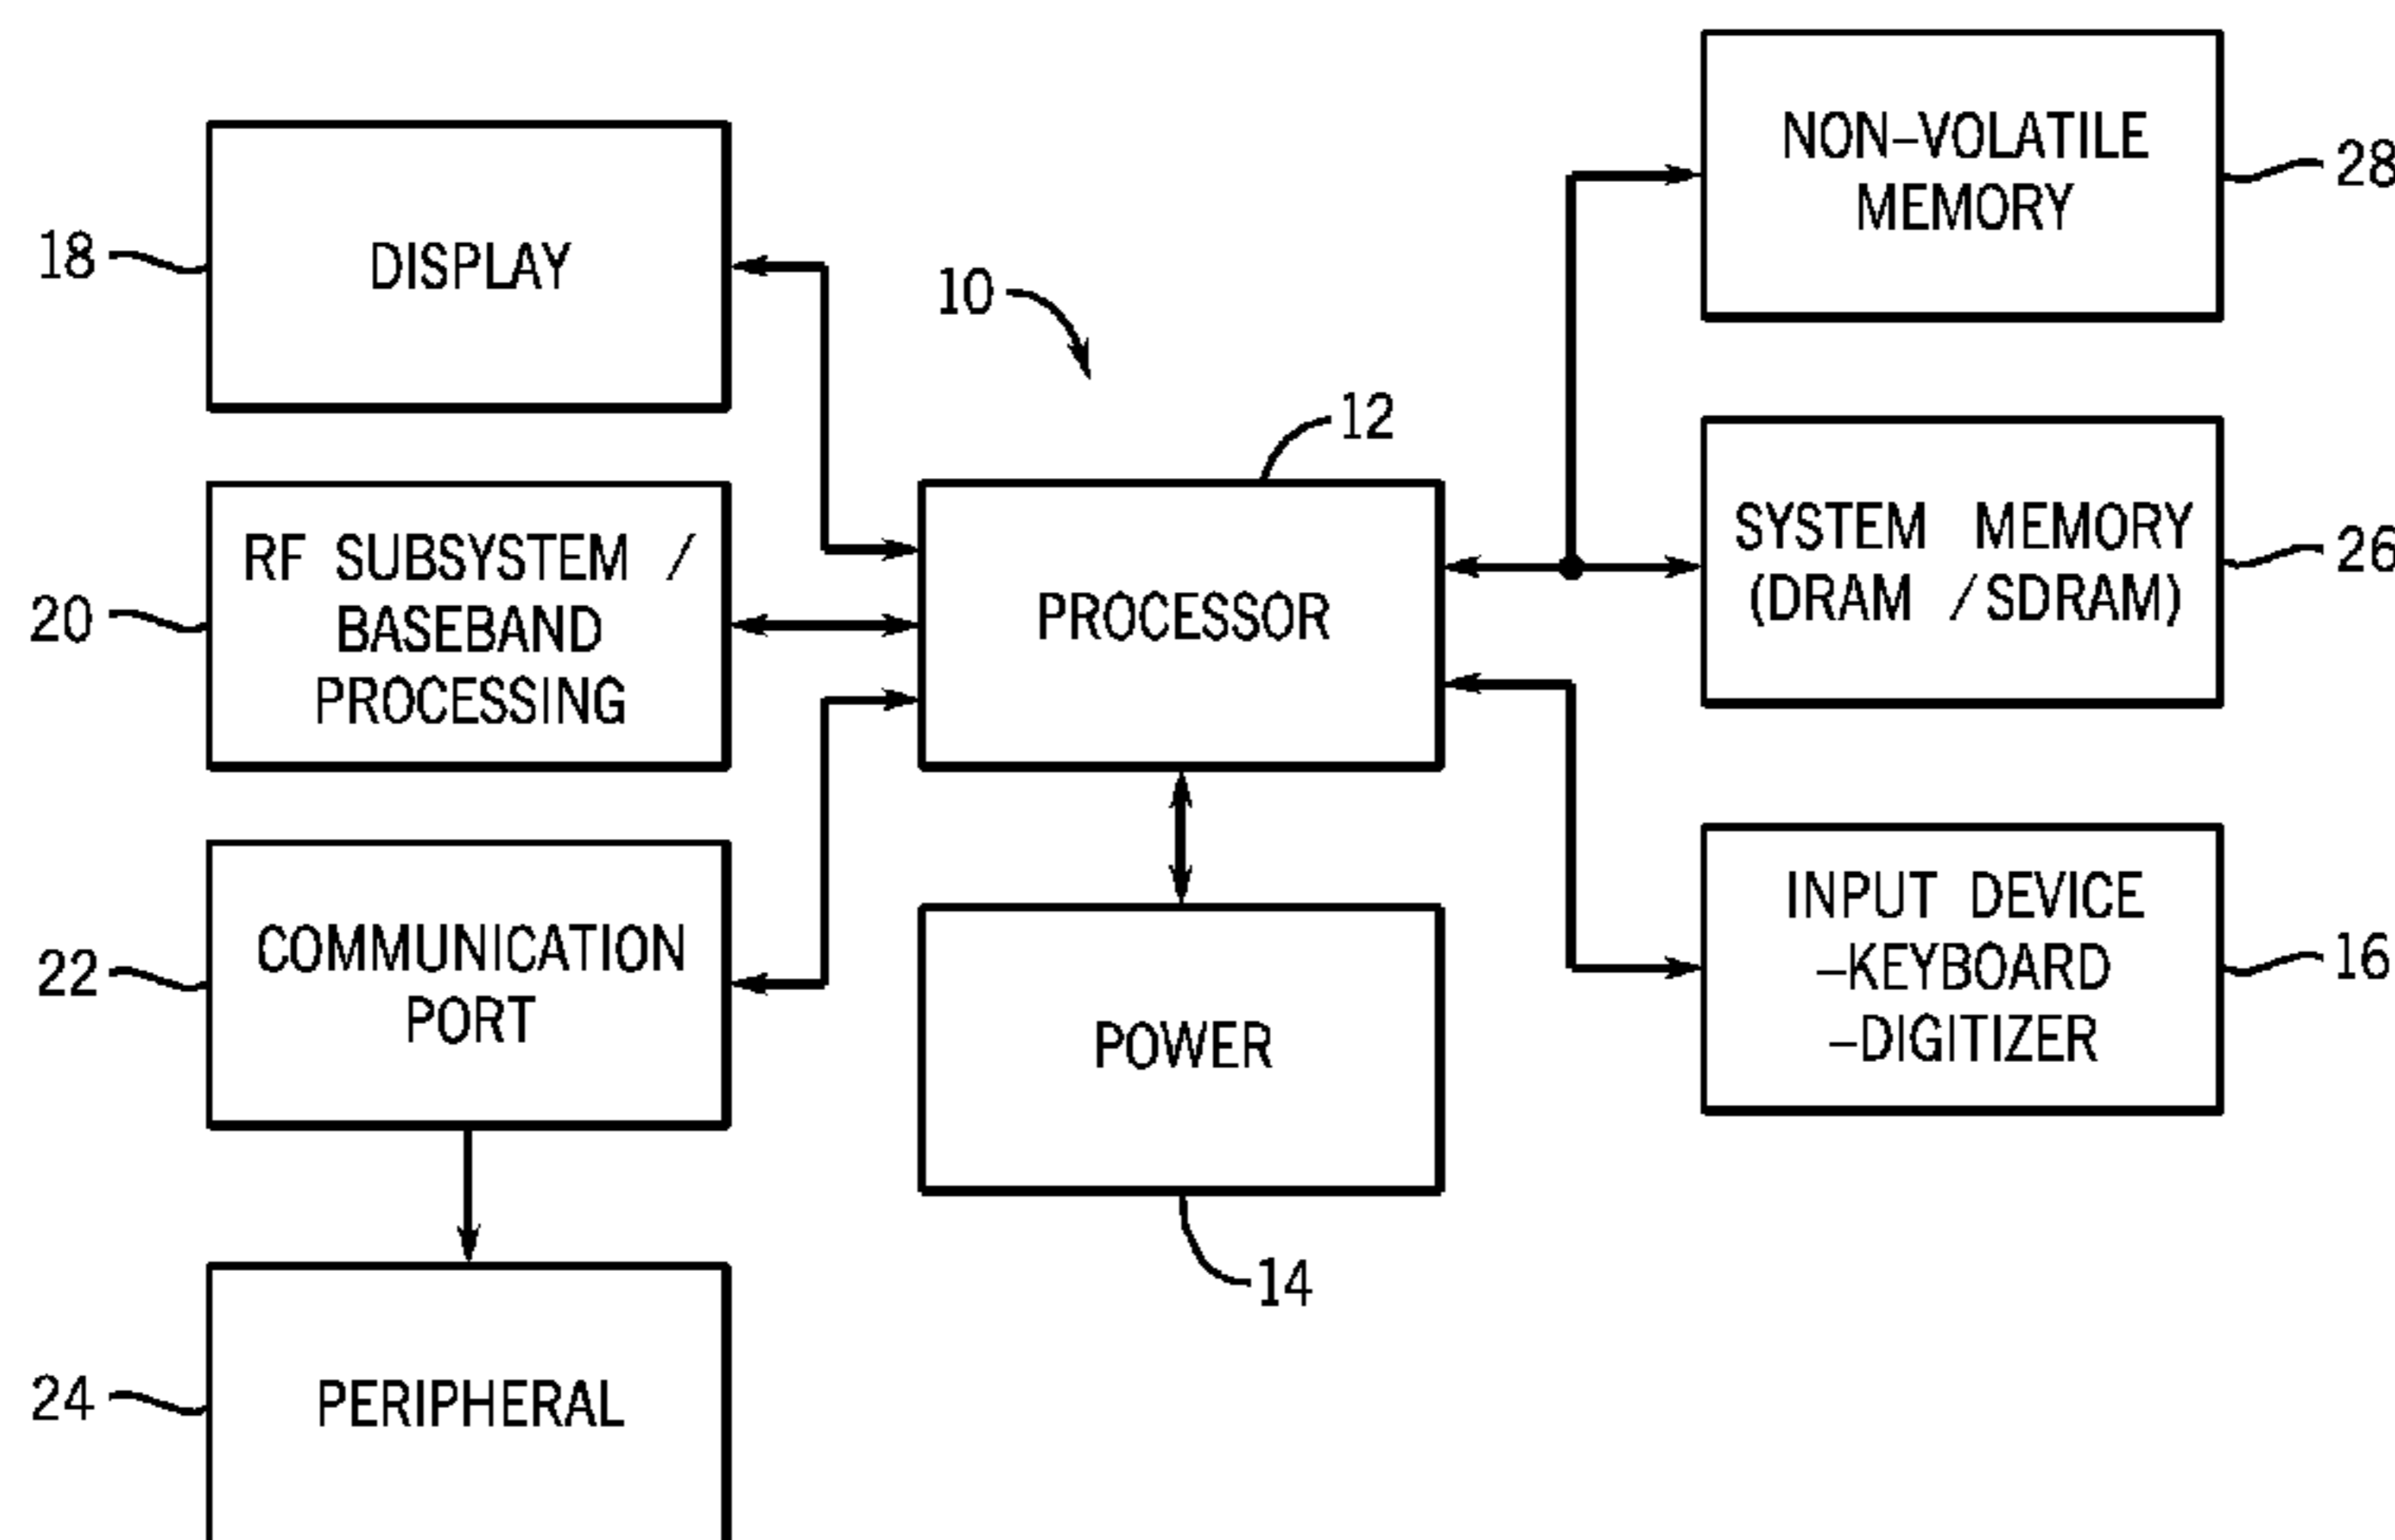 18
DISPLAY
10
12
NON–VOLATILE
MEMORY
28
20
RF SUBSYSTEM /
BASEBAND
PROCESSING
PROCESSOR
SYSTEM MEMORY
(DRAM /SDRAM)
26
22
COMMUNICATION
PORT
POWER
14
INPUT DEVICE
–KEYBOARD
–DIGITIZER
16
24
PERIPHERAL